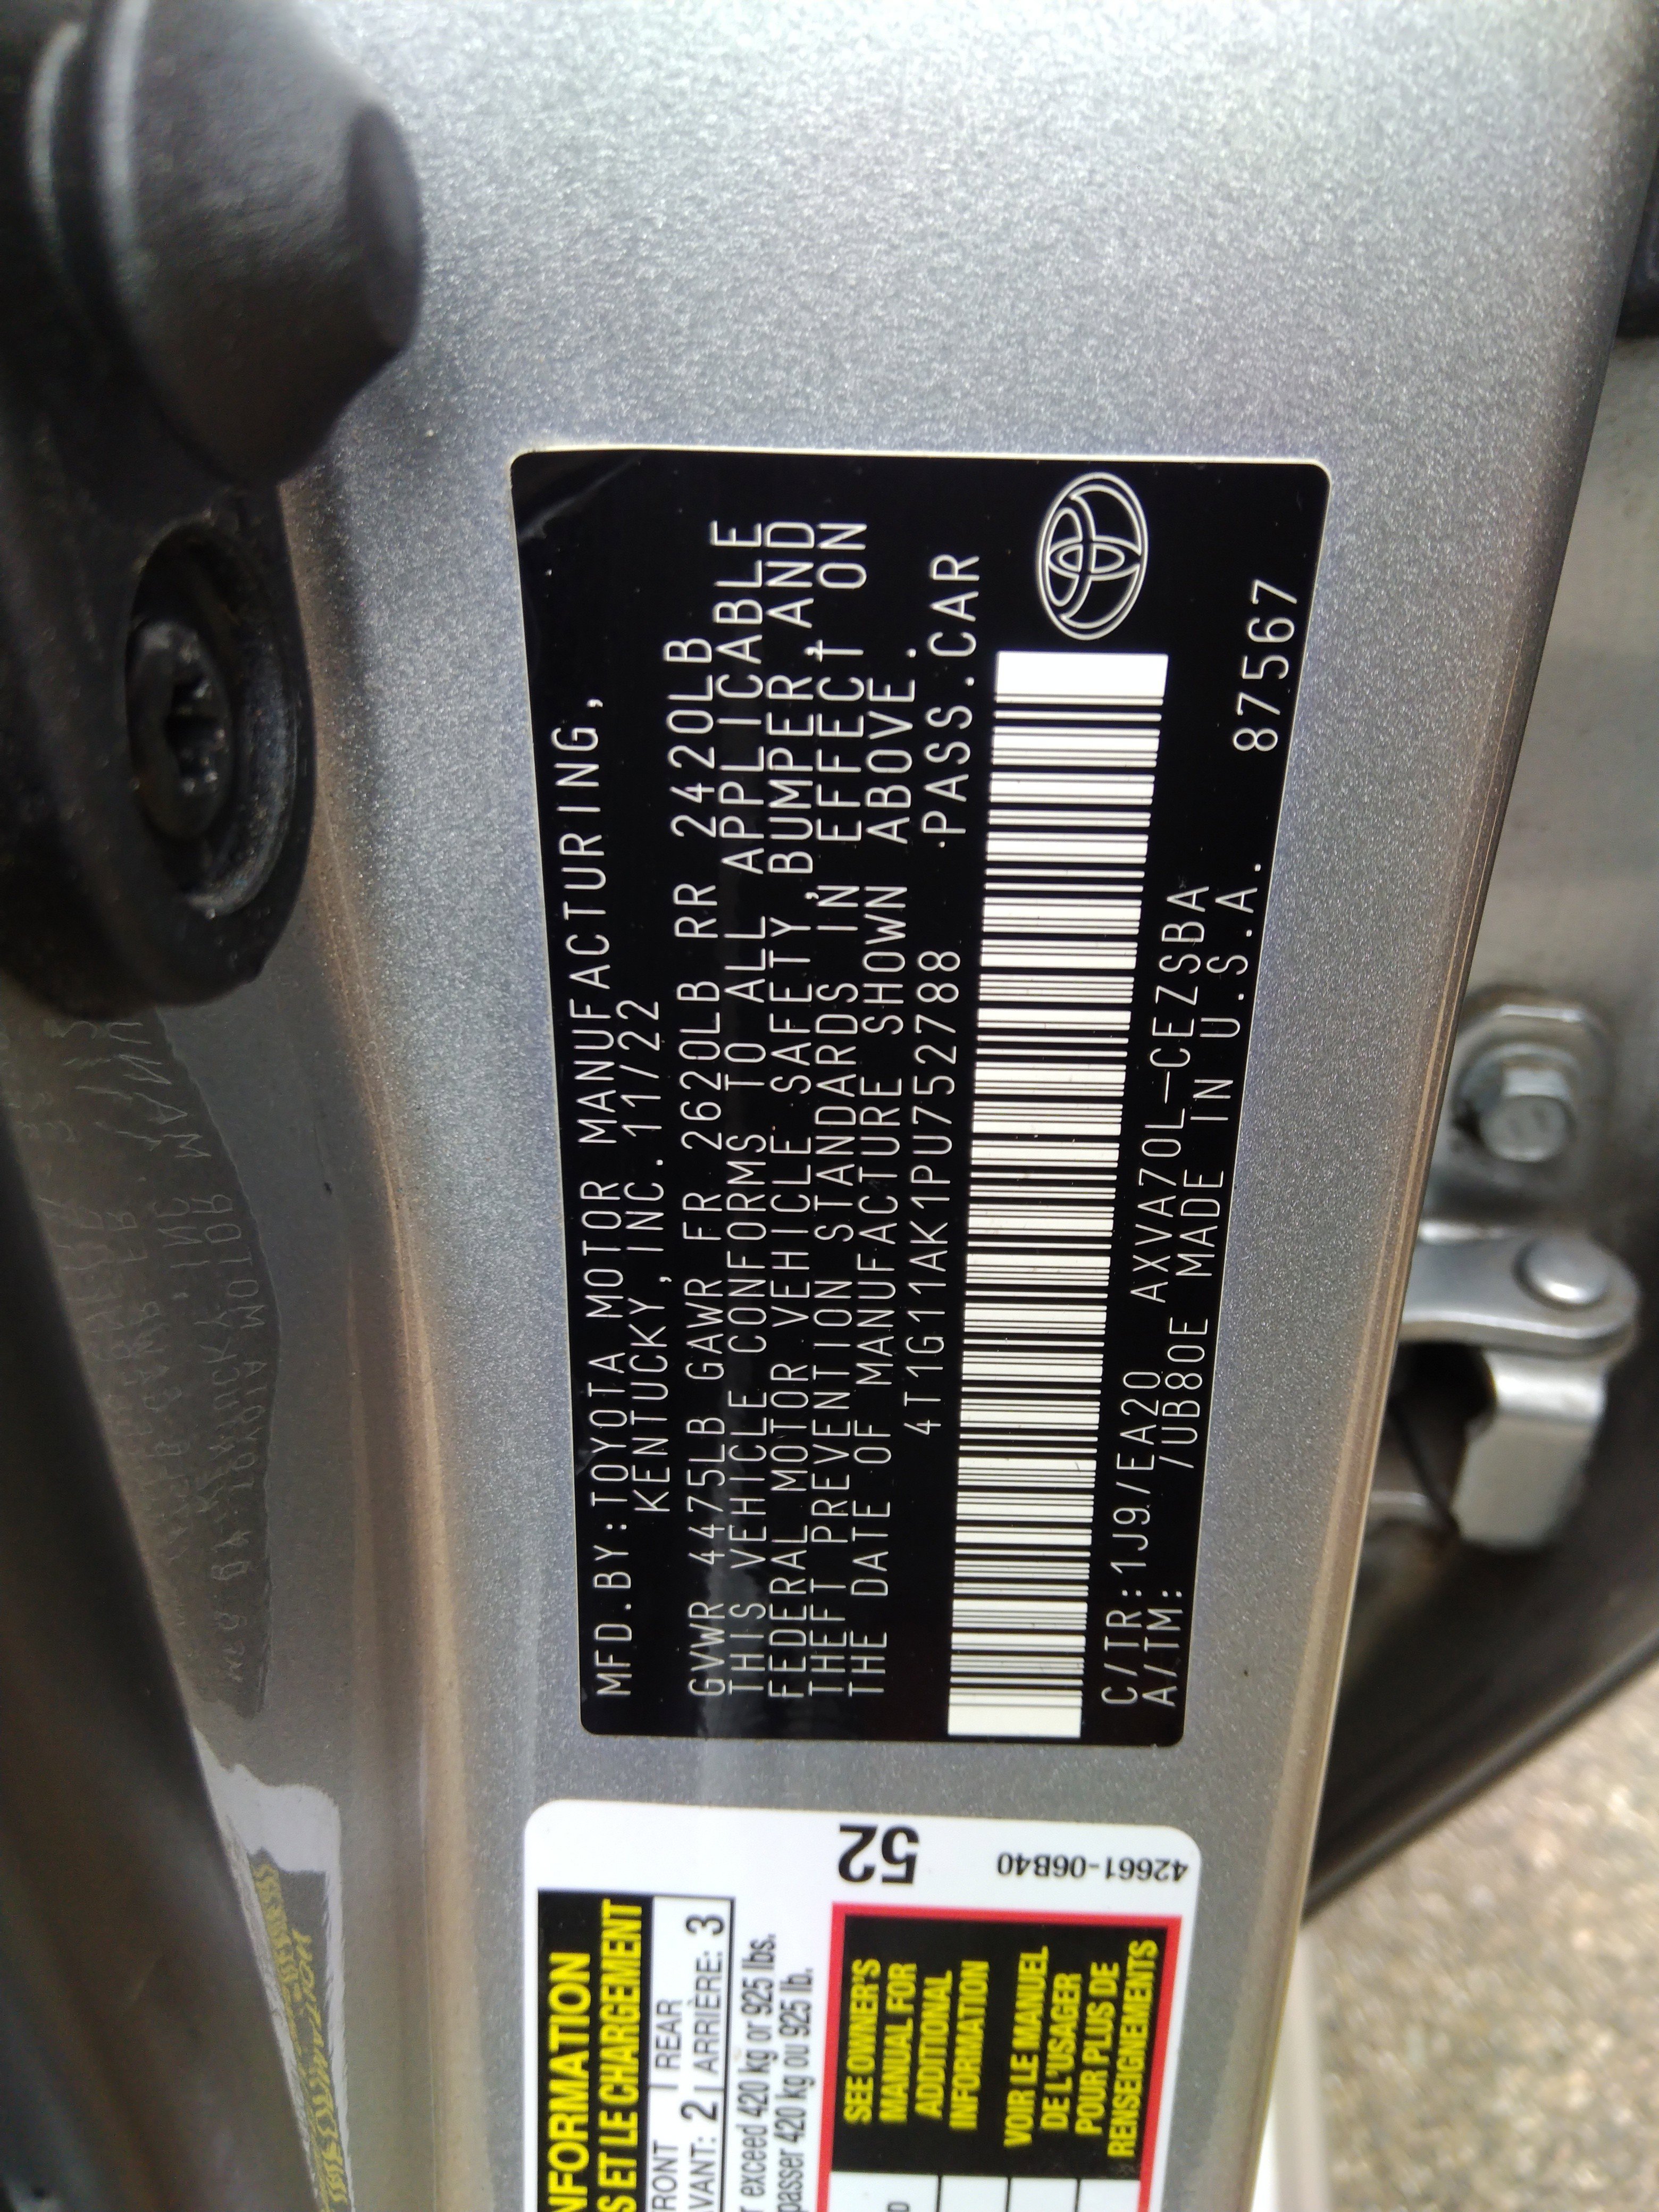 MFD.BY:TOYOTA MOTOR MANUFACTURING,
KENTUCKY,INC.11/22
GVWR 4475LB GAWR FR 2620LB RR 2420LB
THIS VEHICLE CONFORMS TO ALL APPLICABLE
FEDERAL MOTOR VEHICLE SAFETY,BUMPER,AND
THEFT PREVENTION STANDARDS IN EFFECT ON
THE DATE OF MANUFACTURE SHOWN ABOVE.
4T1G11AK1PU752788 .PASS.CAR
C/TR:1J9/EA20 AXVA70L-CEZSBA
A/TM: /UB80E MADE IN U.S.A. 87567
52
42661-06B40
ET LE CHARGEMENT
REAR
2 ARRIÈRE: 3
exceed 420 kg or 925 lbs.
420 kg ou 925 lb.
SEE OWNER'S
MANUAL FOR
ADDITIONAL
INFORMATION
VOIR LE MANUEL
DE L'USAGER
POUR PLUS DE
RENSEIGNEMENTS